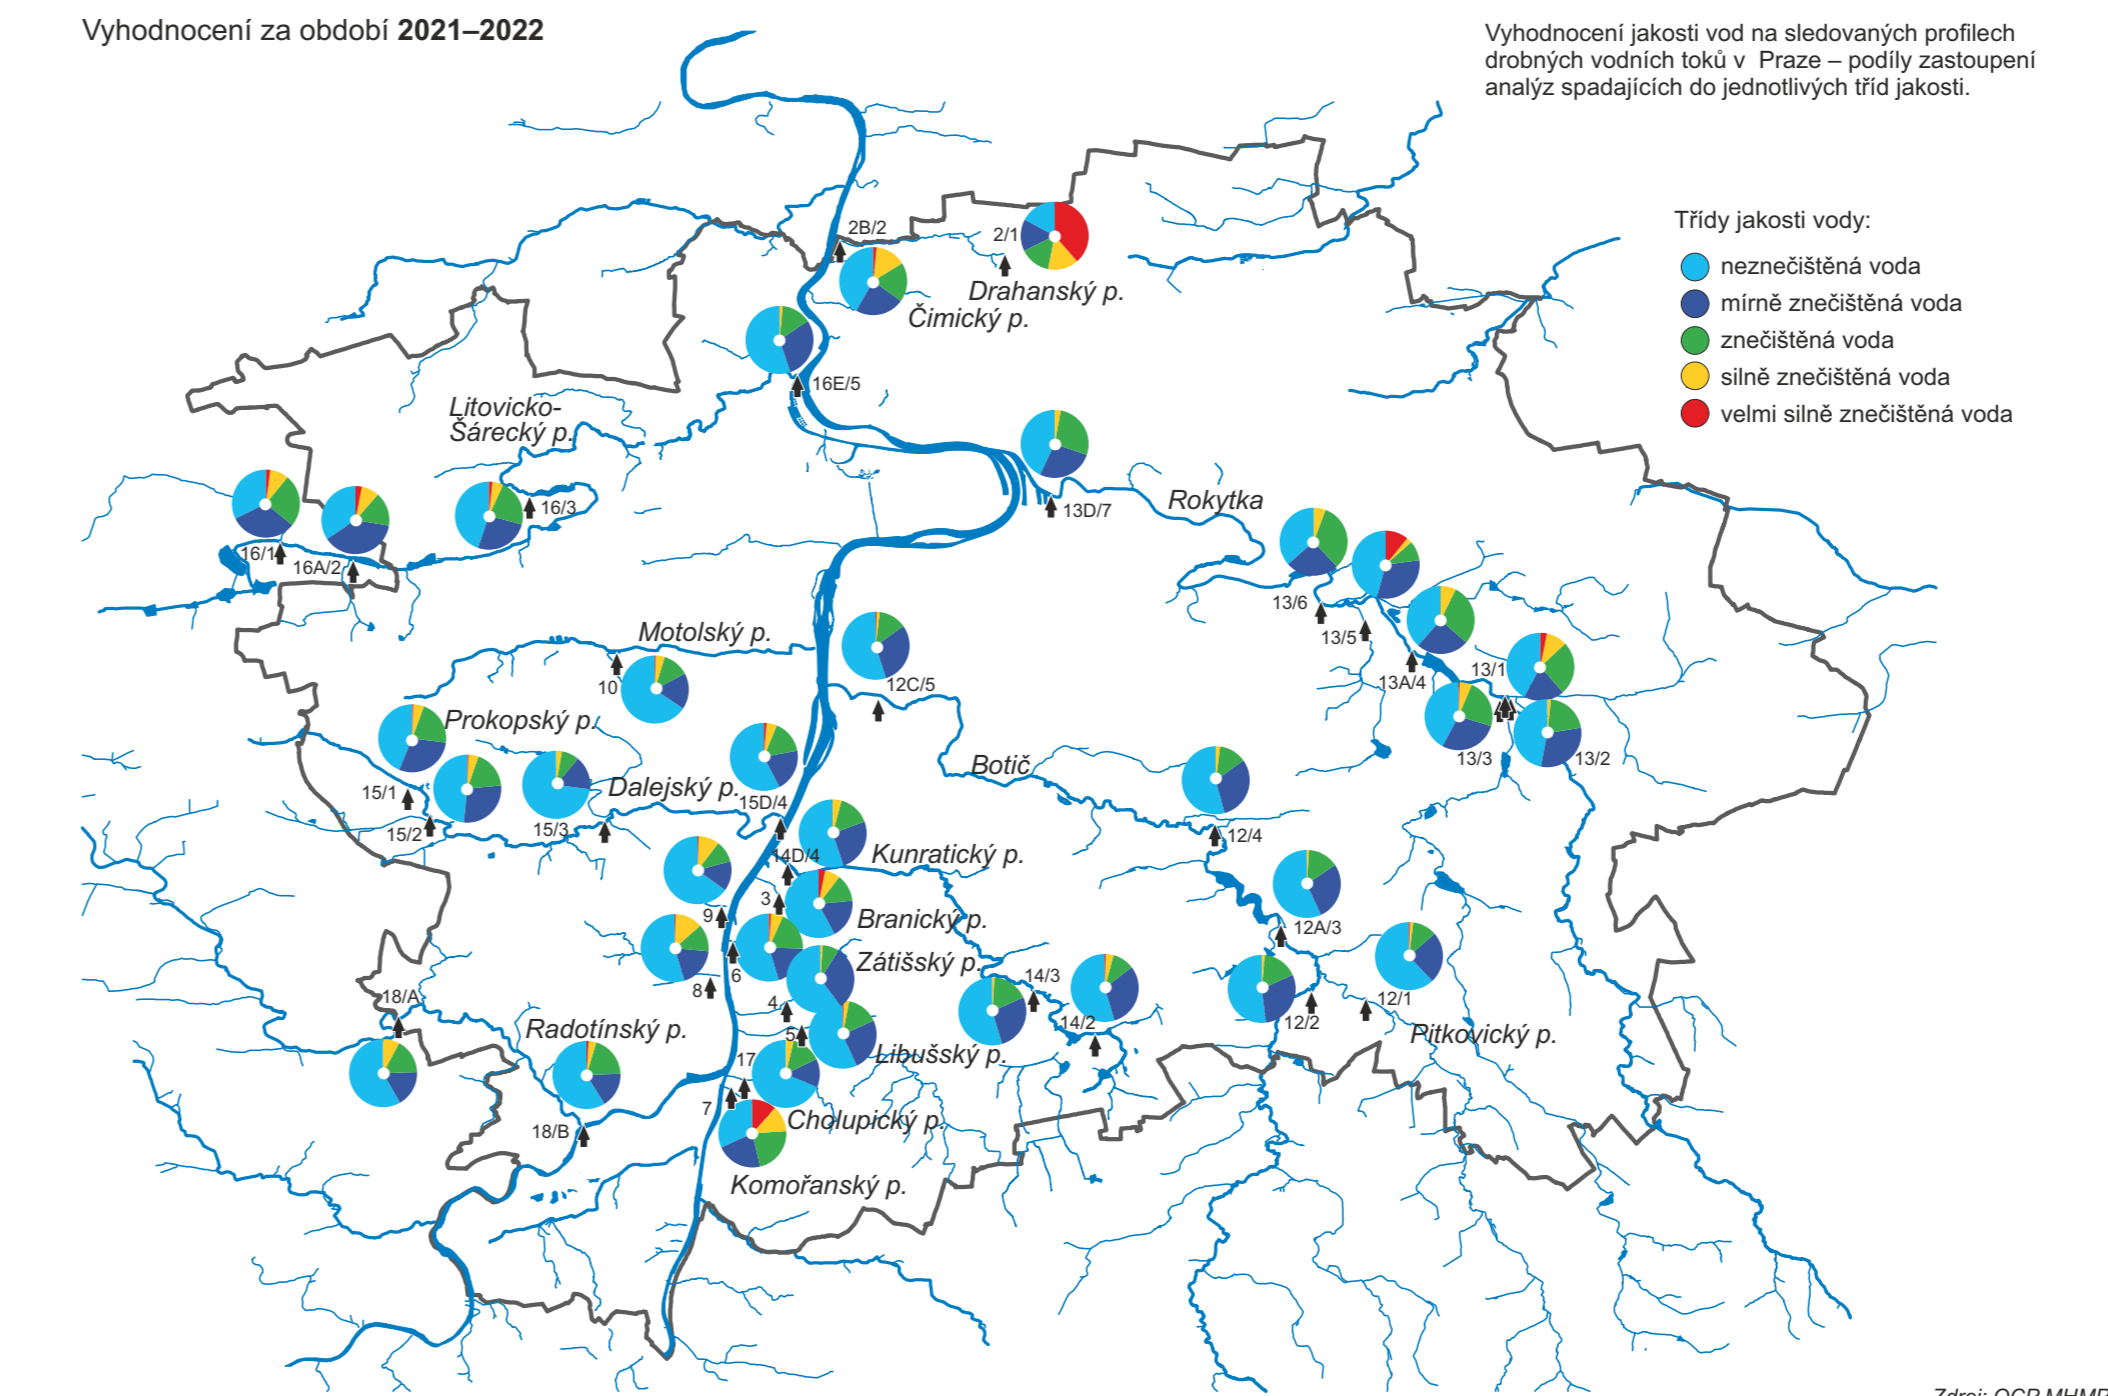 Vyhodnocení za období 2021–2022
Vyhodnocení jakosti vod na sledovaných profilech
drobných vodních toků v Praze – podíly zastoupení
analýz spadajících do jednotlivých tříd jakosti.
Třídy jakosti vody:
neznečištěná voda
mírně znečištěná voda
znečištěná voda
silně znečištěná voda
velmi silně znečištěná voda
2B/2
2/1
Drahanský p.
Čimický p.
16E/5
Litovicko-
Šárecký p.
16/3
13D/7
Rokytka
16/1
16A/2
13/6
13/5
Motolský p.
10
12C/5
13A/4
13/1
Prokopský p.
13/3
13/2
Botič
15/1
Dalejský p.
15D/4
15/2
15/3
12/4
14D/4
Kunratický p.
3
9
Branický p.
12A/3
6
Zátišský p.
8
14/3
18/A
4
12/1
14/2
12/2
Radotínský p.
5
Pitkovický p.
Libušský p.
17
7
Cholupický p.
18/B
Komořanský p.
Zdroj: OCP MHMP